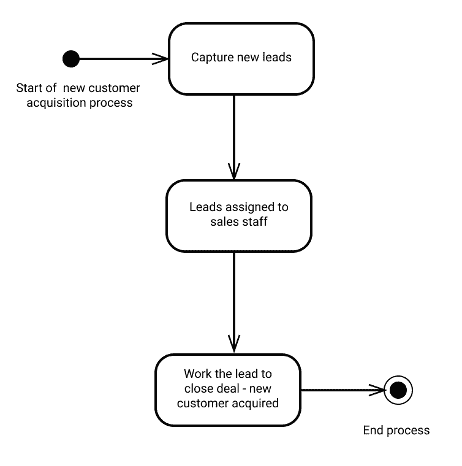 Capture new leads
Start of new customer
acquisition process
Leads assigned to
sales staff
Work the lead to
close deal - new
customer acquired
End process